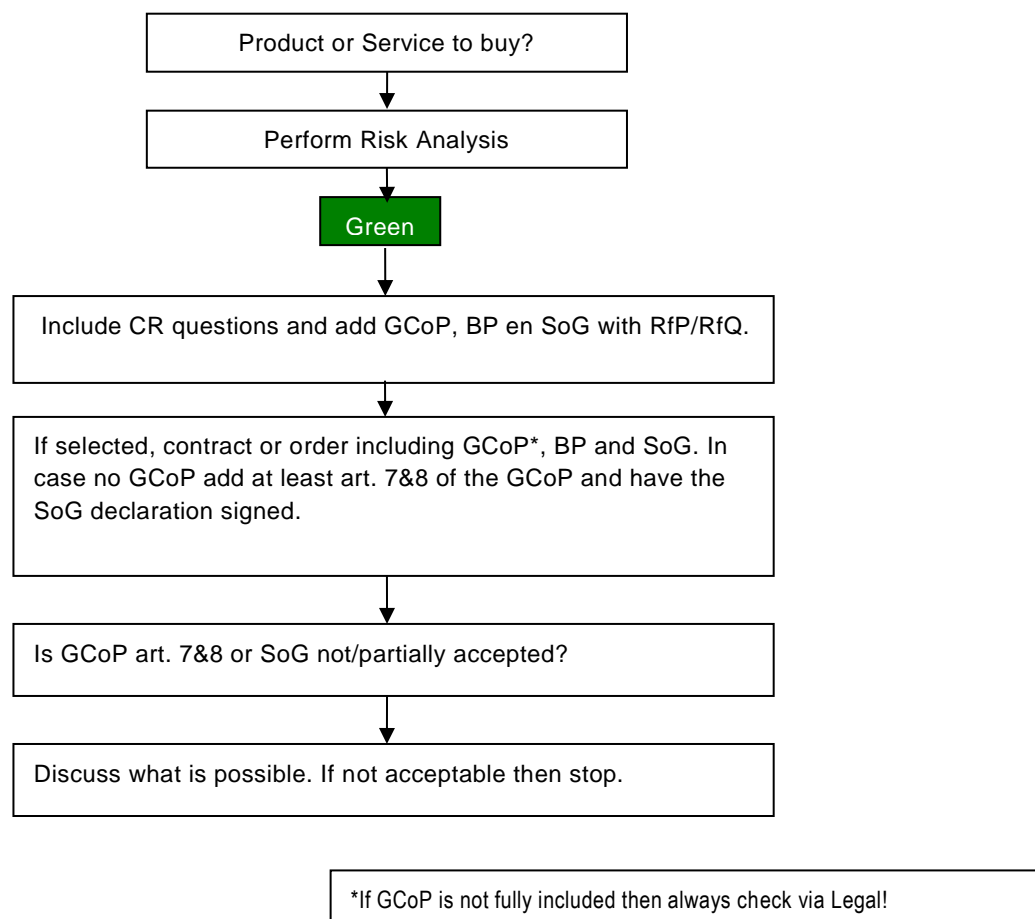 Product or Service to buy?
Perform Risk Analysis
Green
Include CR questions and add GCoP, BP en SoG with RfP/RfQ.
If selected, contract or order including GCoP*, BP and SoG. In
case no GCoP add at least art. 7&8 of the GCoP and have the
SoG declaration signed.
Is GCoP art. 7&8 or SoG not/partially accepted?
Discuss what is possible. If not acceptable then stop.
*If GCoP is not fully included then always check via Legal!